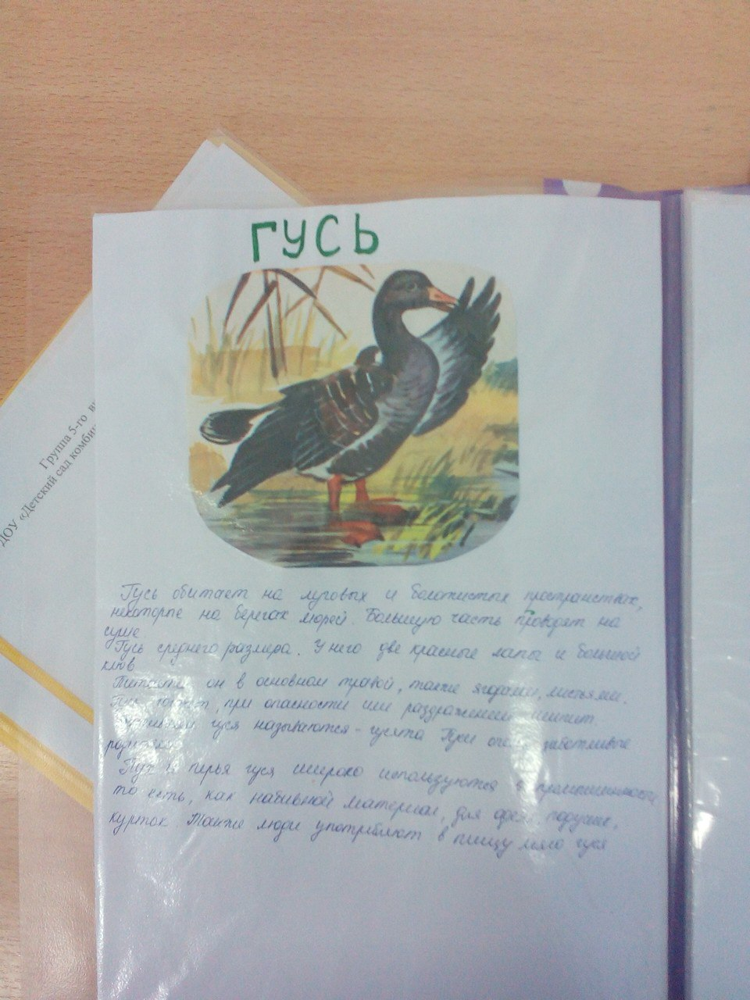 ГУСЬ
Группа 5-го
ДОУ «Детский сад комбин
Гусь обитает на луговых и болотистых пространствах,
некоторые на берегах морей. Большую часть проводят на
суше
Гусь среднего размера. У него две красные лапы и большой
клюв
Питается он в основном травой, также ягодами, листьями.
Гусь гогочет, при опасности или раздражении шипит.
гуся называются - гусята Гуси очень заботливые
родители
Пух и перья гуся широко используются в промышленности,
то есть, как набивной материал, для одеял, подушек,
курток. Также люди употребляют в пищу мясо гуся